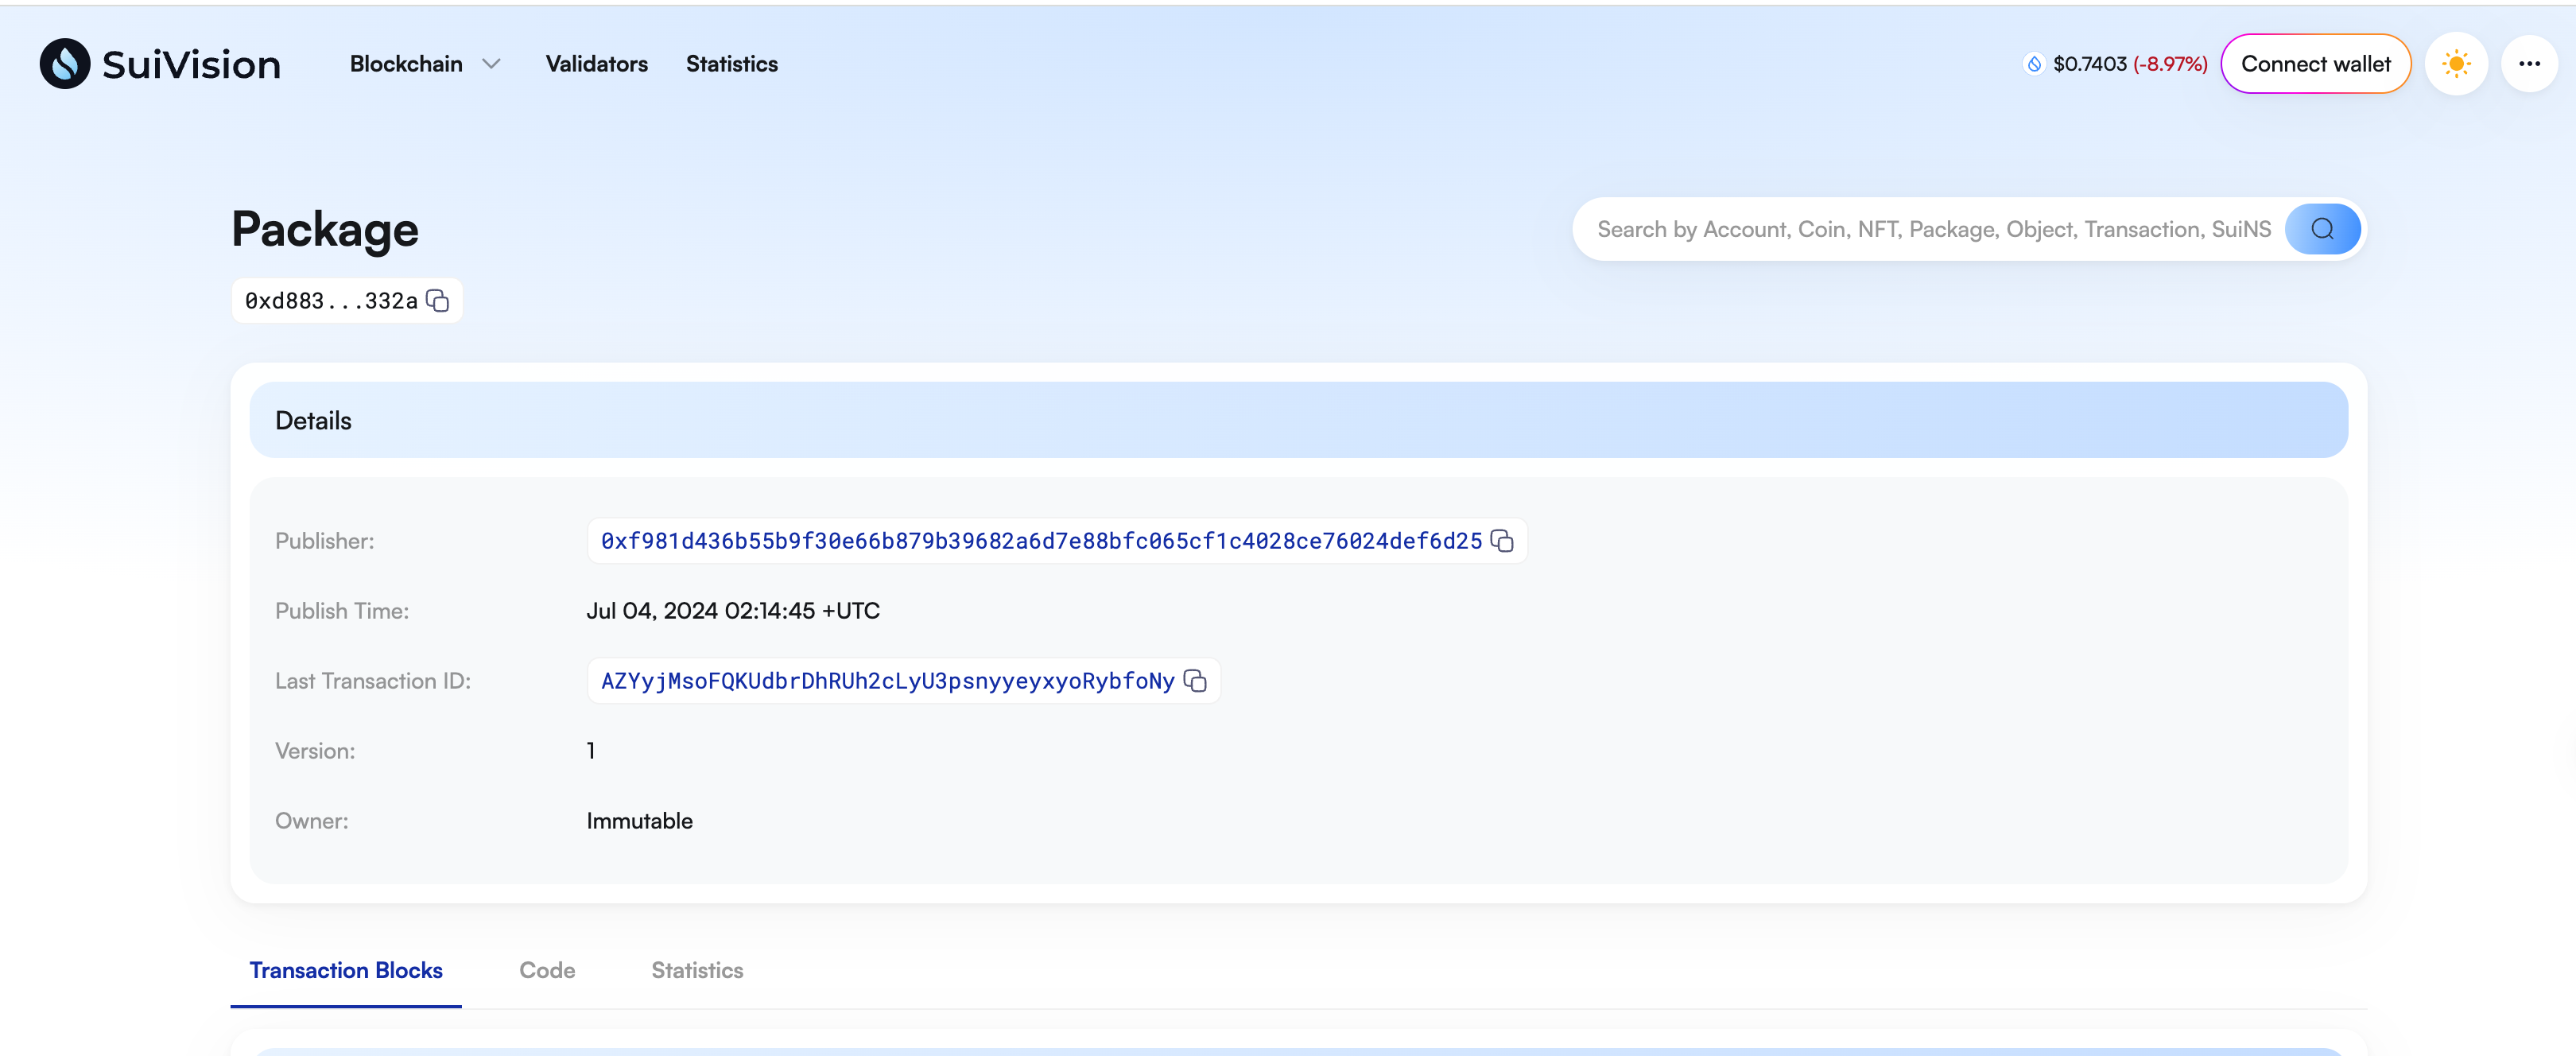 SuiVision
Blockchain
Validators
Statistics
$0.7403 (-8.97%)
Connect wallet
Package
Search by Account, Coin, NFT, Package, Object, Transaction, SuiNS
0xd883...332a
Details
Publisher:
0xf981d436b55b9f30e66b879b39682a6d7e88bfc065cf1c4028ce76024def6d25
Publish Time:
Jul 04, 2024 02:14:45 +UTC
Last Transaction ID:
AZYyjMsoFQKUdbrDhRUh2cLyU3psnyyeyxyoRybfoNy
Version:
1
Owner:
Immutable
Transaction Blocks
Code
Statistics